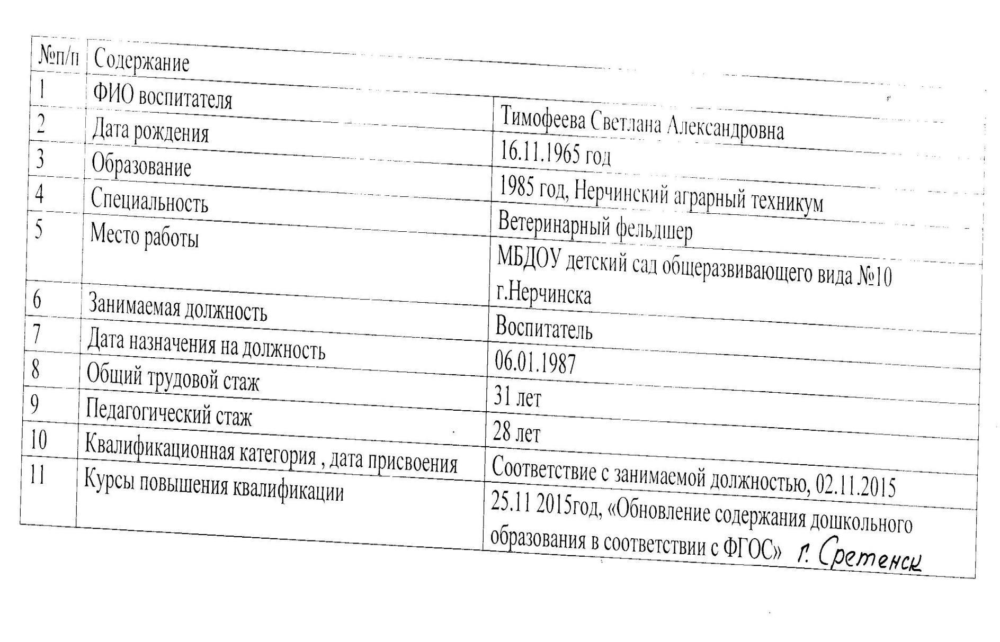 №п/п Содержание
1 ФИО воспитателя Тимофеева Светлана Александровна
2 Дата рождения 16.11.1965 год
3 Образование 1985 год, Нерчинский аграрный техникум
4 Специальность Ветеринарный фельдшер
5 Место работы МБДОУ детский сад общеразвивающего вида №10
г.Нерчинска
6 Занимаемая должность Воспитатель
7 Дата назначения на должность 06.01.1987
8 Общий трудовой стаж 31 лет
9 Педагогический стаж 28 лет
10 Квалификационная категория , дата присвоения Соответствие с занимаемой должностью, 02.11.2015
11 Курсы повышения квалификации 25.11 2015год, «Обновление содержания дошкольного
образования в соответствии с ФГОС» г. Сретенск